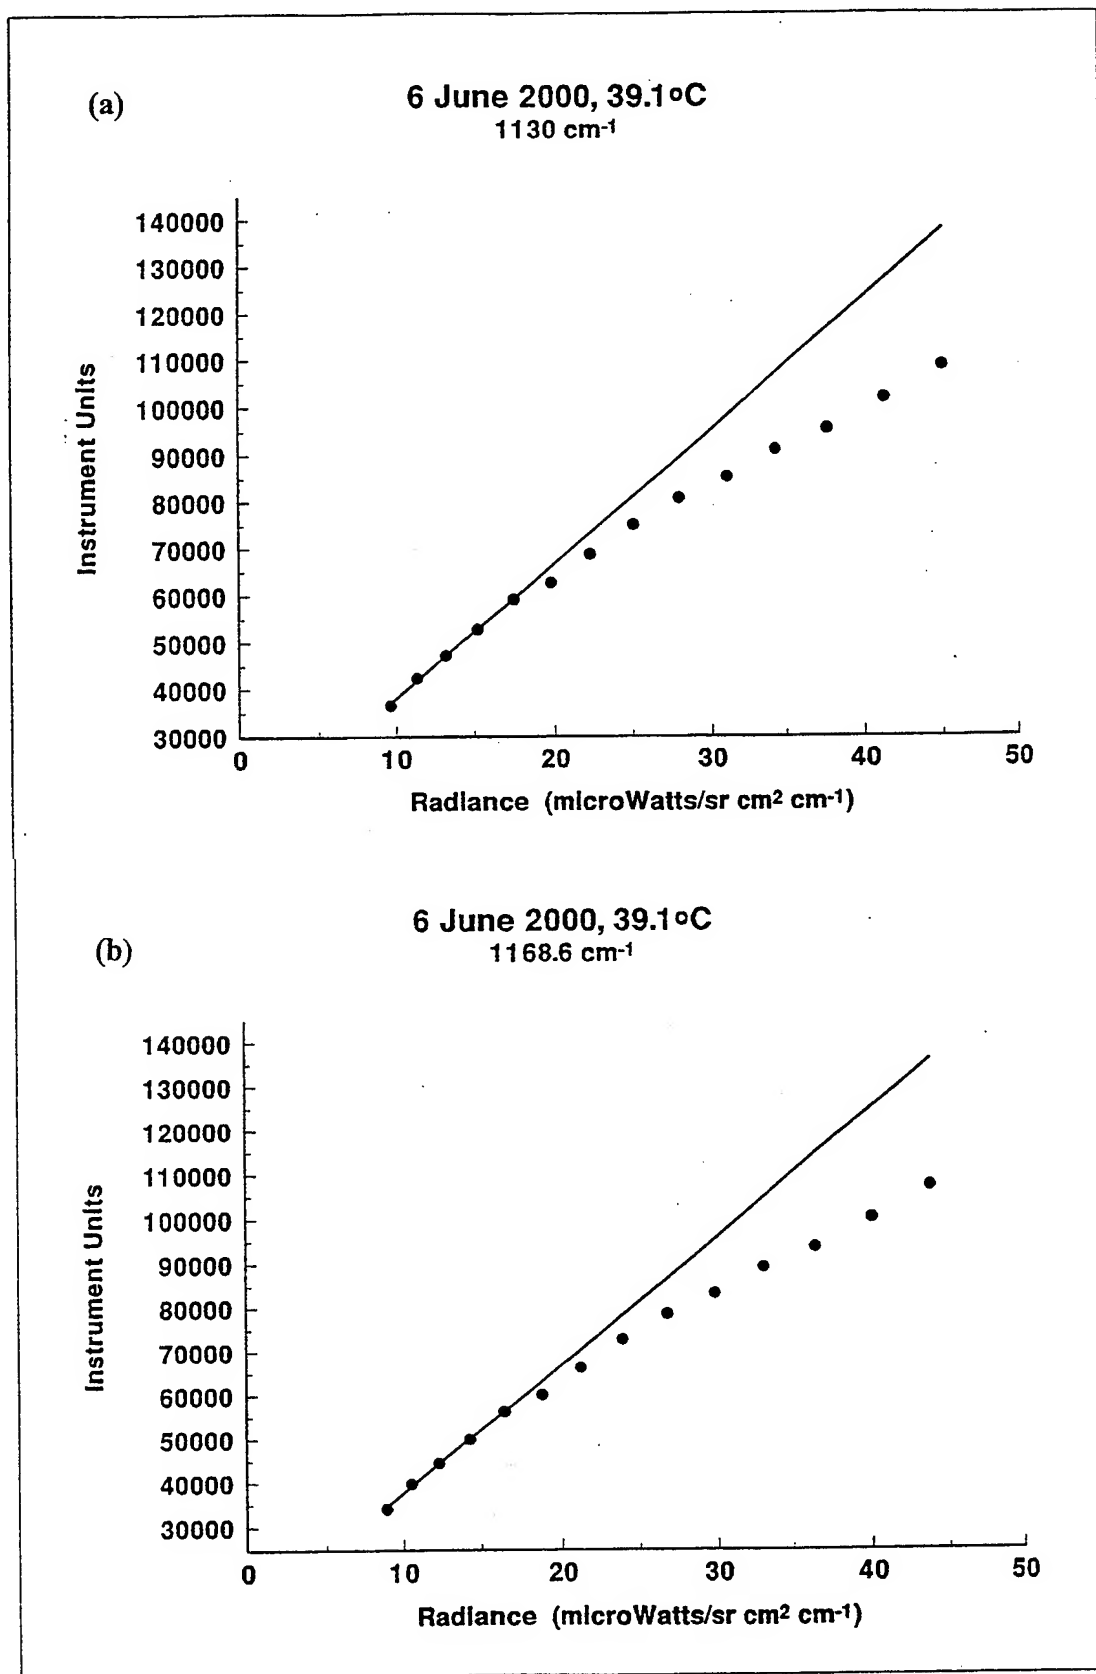 (a)
6 June 2000, 39.1°C
1130 cm-1
140000
130000
120000
110000
100000
90000
80000
70000
60000
50000
40000
30000
Instrument Units
0 10 20 30 40 50
Radiance (microWatts/sr cm2 cm-1)
(b)
6 June 2000, 39.1°C
1168.6 cm-1
140000
130000
120000
110000
100000
90000
80000
70000
60000
50000
40000
30000
Instrument Units
0 10 20 30 40 50
Radiance (microWatts/sr cm2 cm-1)